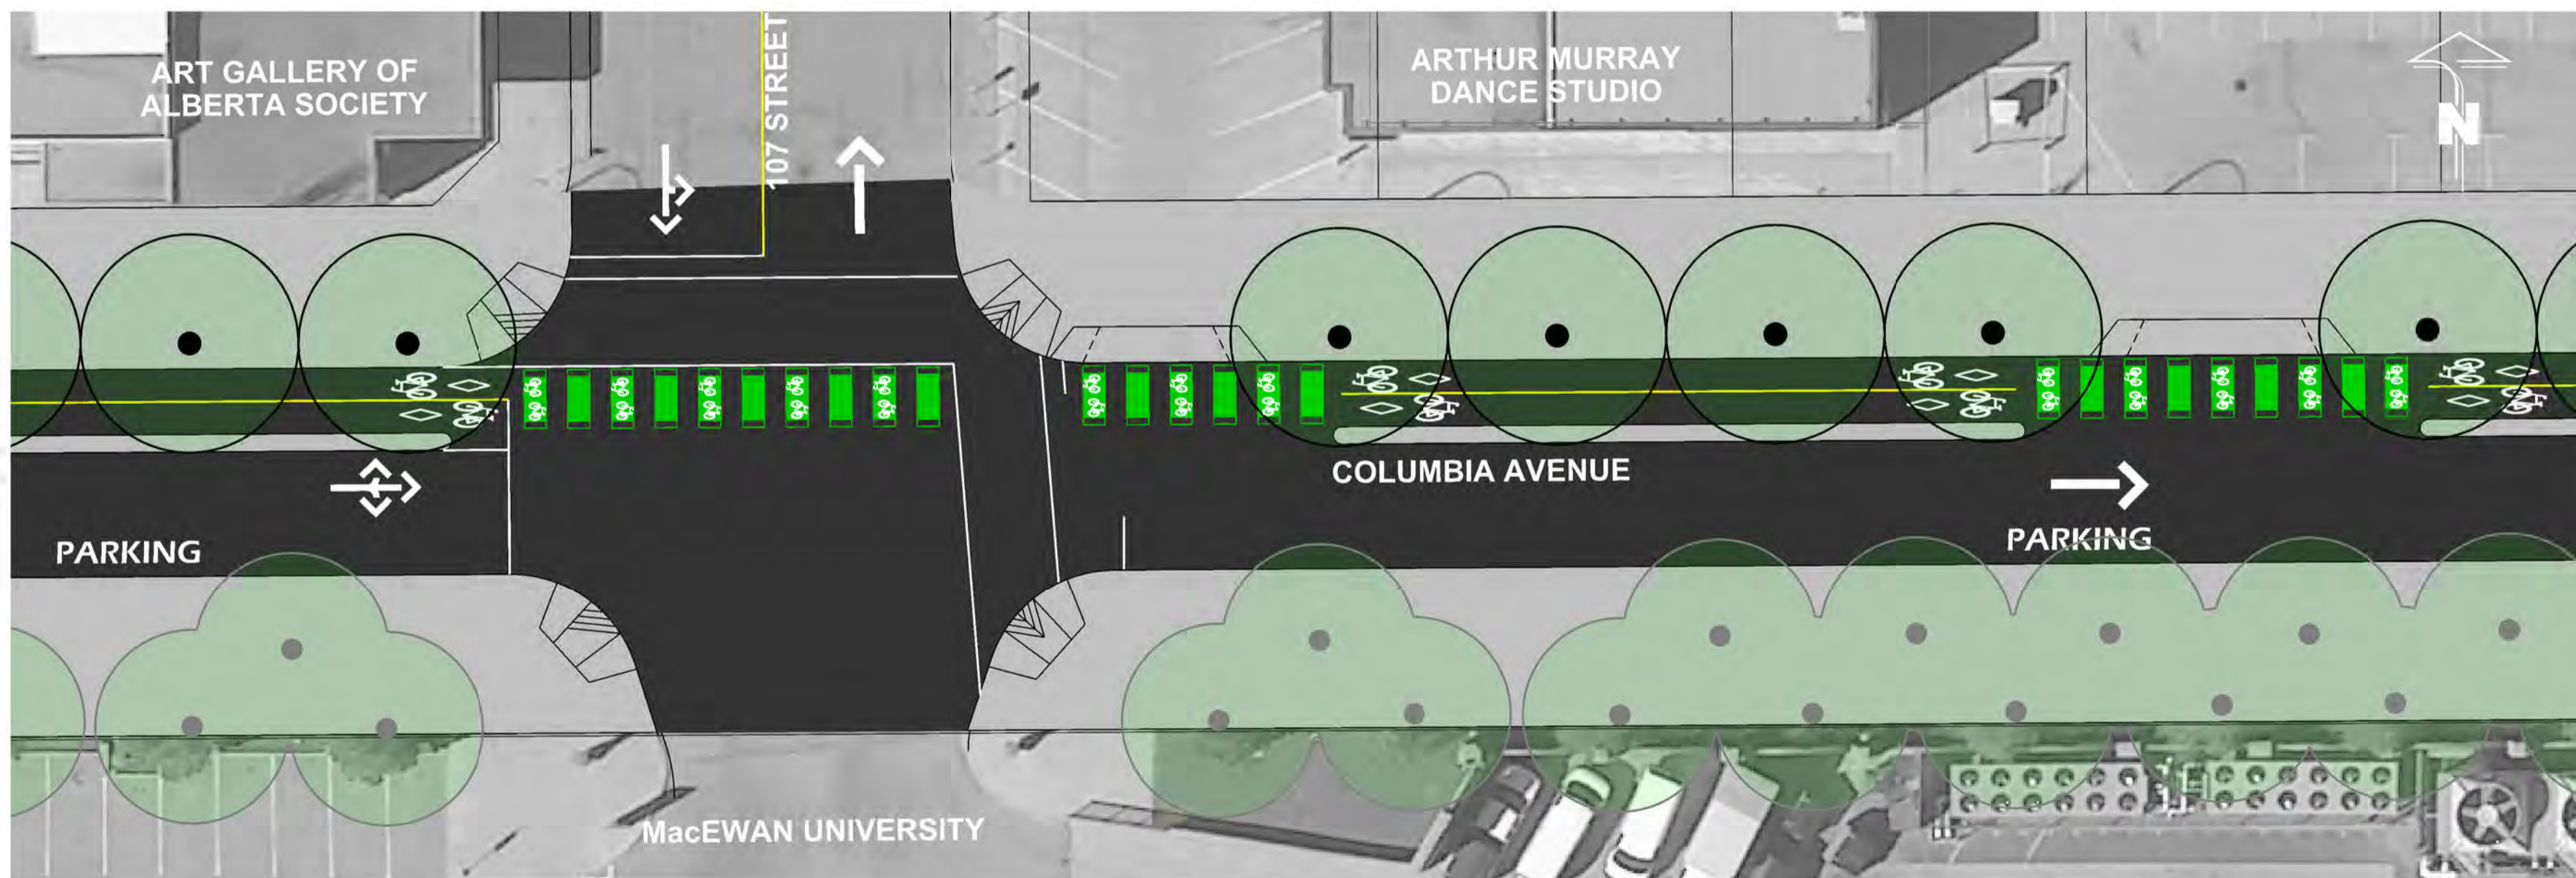 ART GALLERY OF
ALBERTA SOCIETY
107 STREET
ARTHUR MURRAY
DANCE STUDIO
N
COLUMBIA AVENUE
PARKING
PARKING
MacEWAN UNIVERSITY